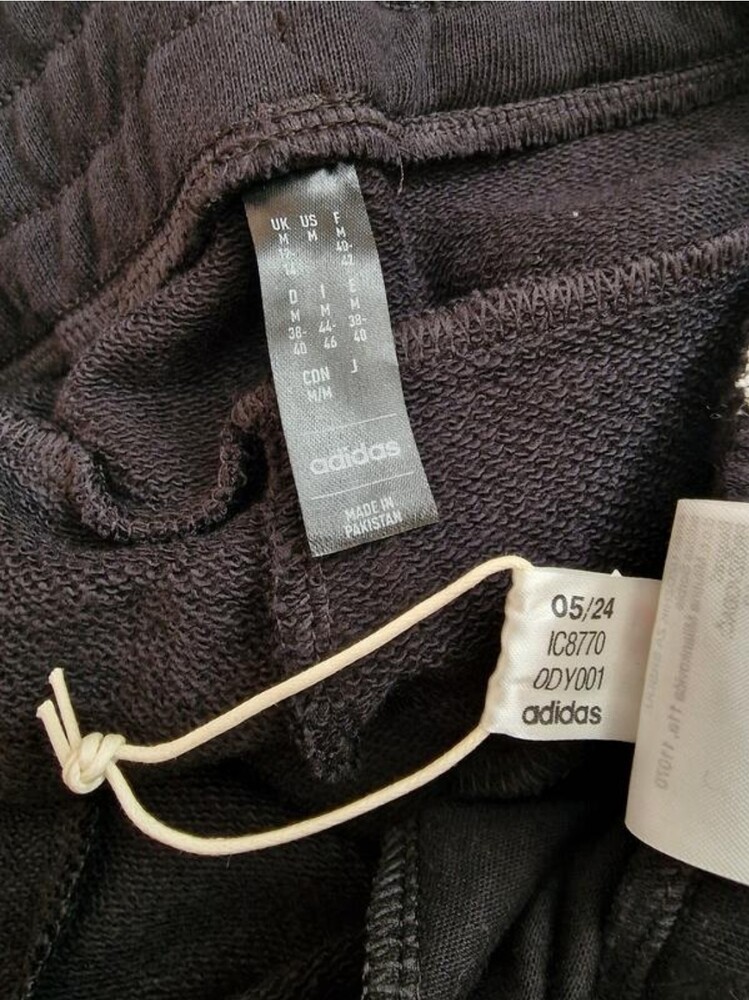 UK US F
M M M
12- 40-
14 42
D I E
M M M
38- 44- 38-
40 46 40
CDN J
M/M
adidas
MADE IN
PAKISTAN
05/24
IC8770
ODY001
adidas